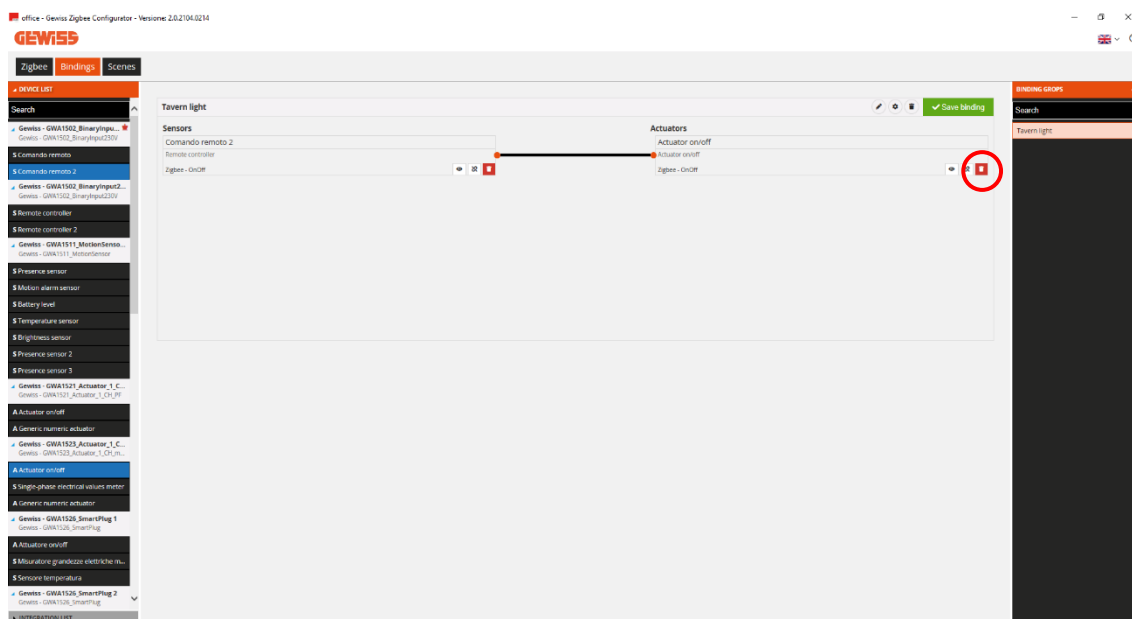 office - Gewiss Zigbee Configurator - Versione: 2.0.2104.0214
GEWISS
Zigbee Bindings Scenes
DEVICE LIST
Search
Gewiss - GWA1502_BinaryInpu...
Gewiss - GWA1502_BinaryInput230V
S Comando remoto
S Comando remoto 2
Gewiss - GWA1502_BinaryInput2...
Gewiss - GWA1502_BinaryInput230V
S Remote controller
S Remote controller 2
Gewiss - GWA1511_MotionSenso...
Gewiss - GWA1511_MotionSensor
S Presence sensor
S Motion alarm sensor
S Battery level
S Temperature sensor
S Brightness sensor
S Presence sensor 2
S Presence sensor 3
Gewiss - GWA1521_Actuator_1_C...
Gewiss - GWA1521_Actuator_1_CH_PF
A Actuator on/off
A Generic numeric actuator
Gewiss - GWA1523_Actuator_1_C...
Gewiss - GWA1523_Actuator_1_CH_m...
A Actuator on/off
S Single-phase electrical values meter
A Generic numeric actuator
Gewiss - GWA1526_SmartPlug 1
Gewiss - GWA1526_SmartPlug
A Attuatore on/off
S Misuratore grandezze elettriche m...
S Sensore temperatura
Gewiss - GWA1526_SmartPlug 2
Gewiss - GWA1526_SmartPlug
INTEGRATION LIST
Tavern light
Save binding
Sensors
Comando remoto 2
Remote controller
Zigbee - OnOff
Actuators
Actuator on/off
Actuator on/off
Zigbee - OnOff
BINDING GROPS
Search
Tavern light